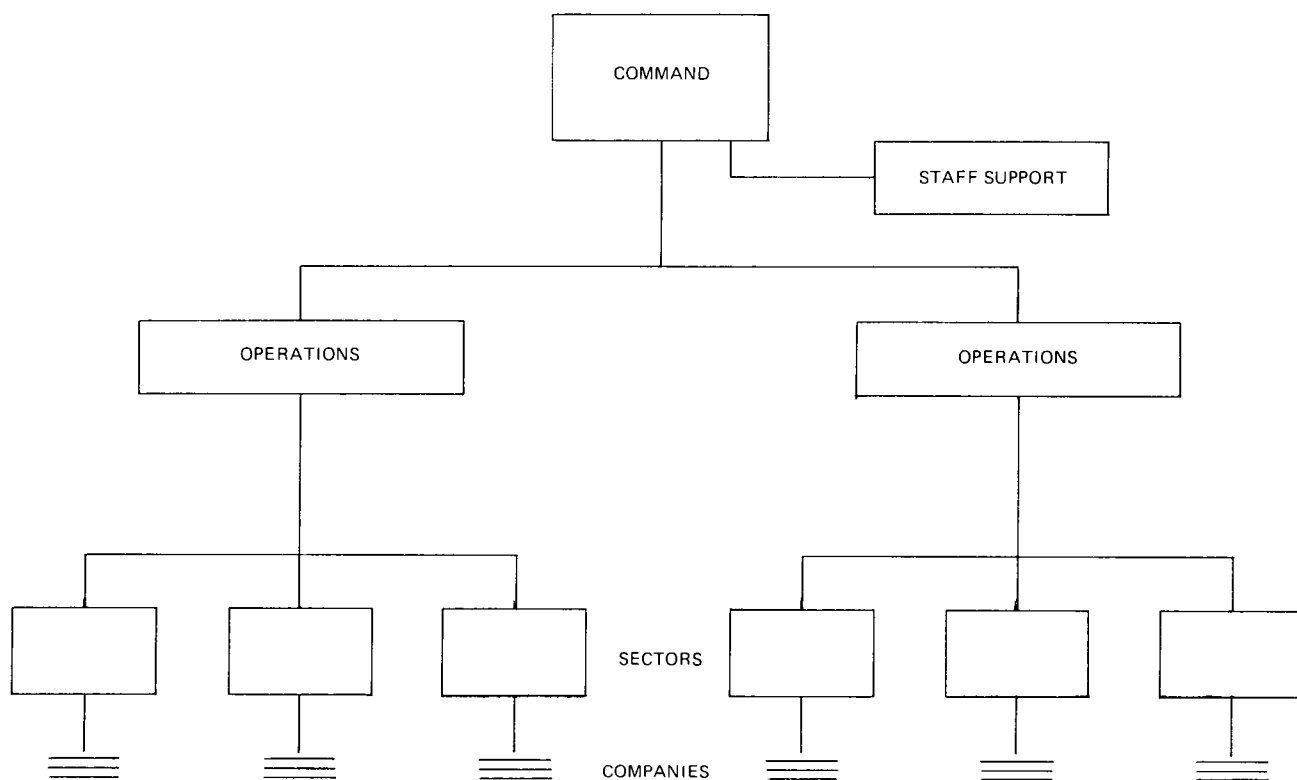 COMMAND
STAFF SUPPORT
OPERATIONS
OPERATIONS
SECTORS
COMPANIES